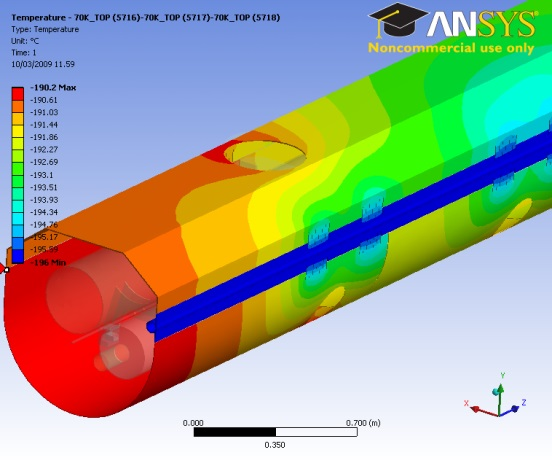 Temperature - 70K_TOP (5716)-70K_TOP (5717)-70K_TOP (5718)
Type: Temperature
Unit: °C
Time: 1
10/03/2009 11.59
ANSYS
Noncommercial use only
-190.2 Max
-190.61
-191.03
-191.44
-191.86
-192.27
-192.69
-193.1
-193.51
-193.93
-194.34
-194.76
-195.17
-195.59
-196 Min
0.000
0.700 (m)
0.350
X
Y
Z